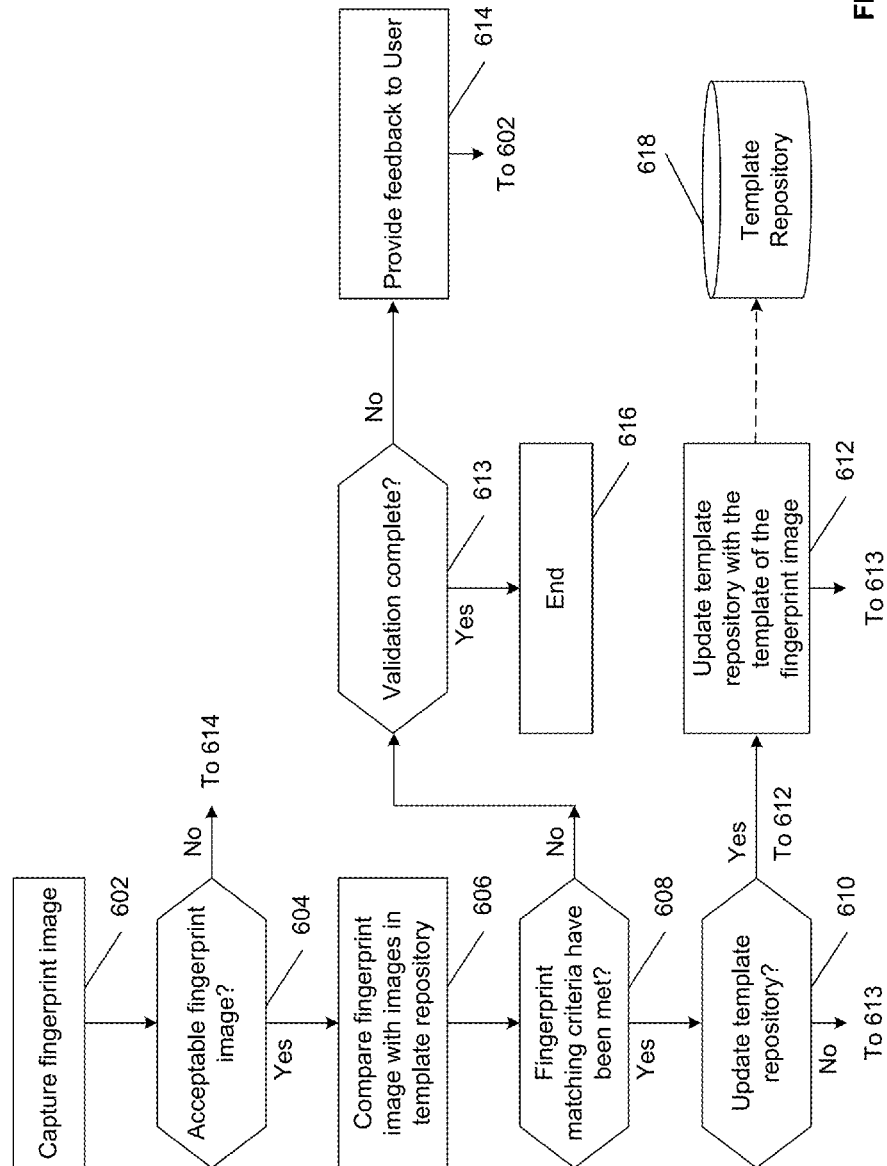 Capture fingerprint image
602
Acceptable fingerprint
image?
604
No
To 614
Yes
Compare fingerprint
image with images in
template repository
606
Fingerprint
matching criteria have
been met?
608
No
Yes
Update template
repository?
610
No
To 613
Yes
To 612
Validation complete?
613
No
Yes
End
616
Update template
repository with the
template of the
fingerprint image
612
To 613
Provide feedback to User
614
To 602
618
Template
Repository